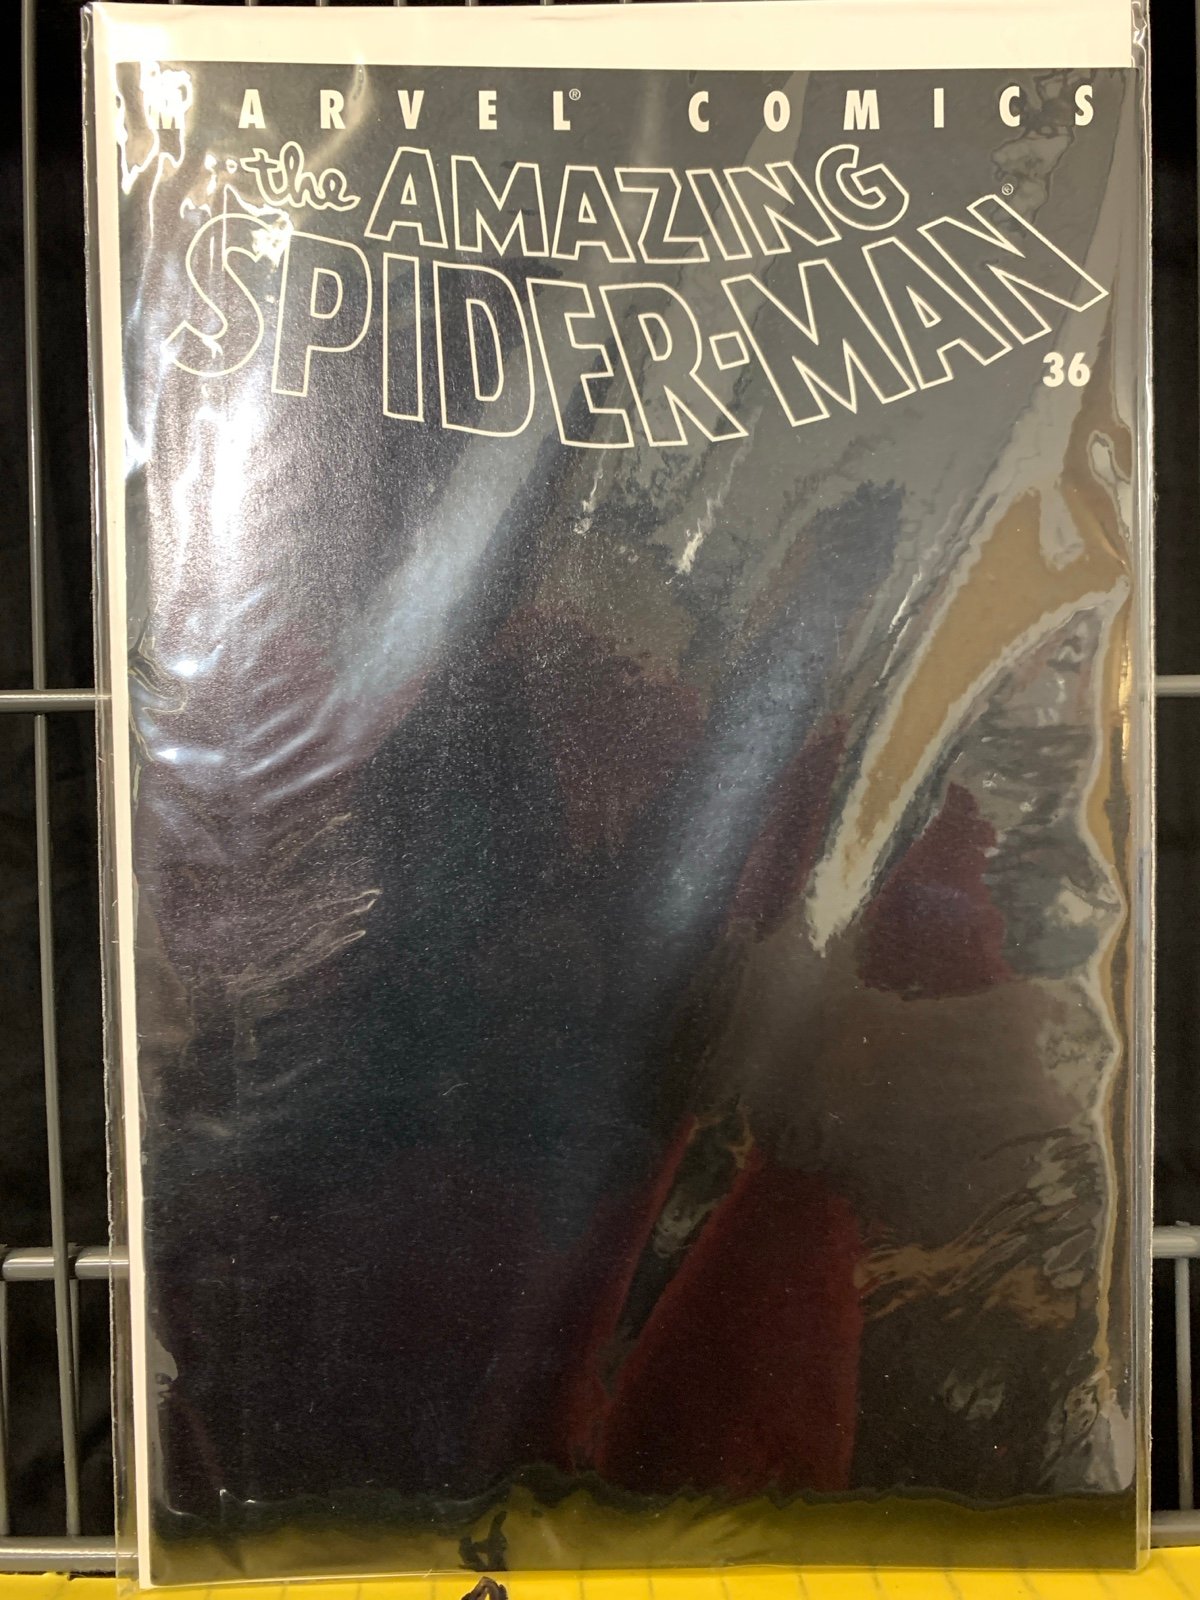 MARVEL® COMICS
the AMAZING
SPIDER-MAN®
36